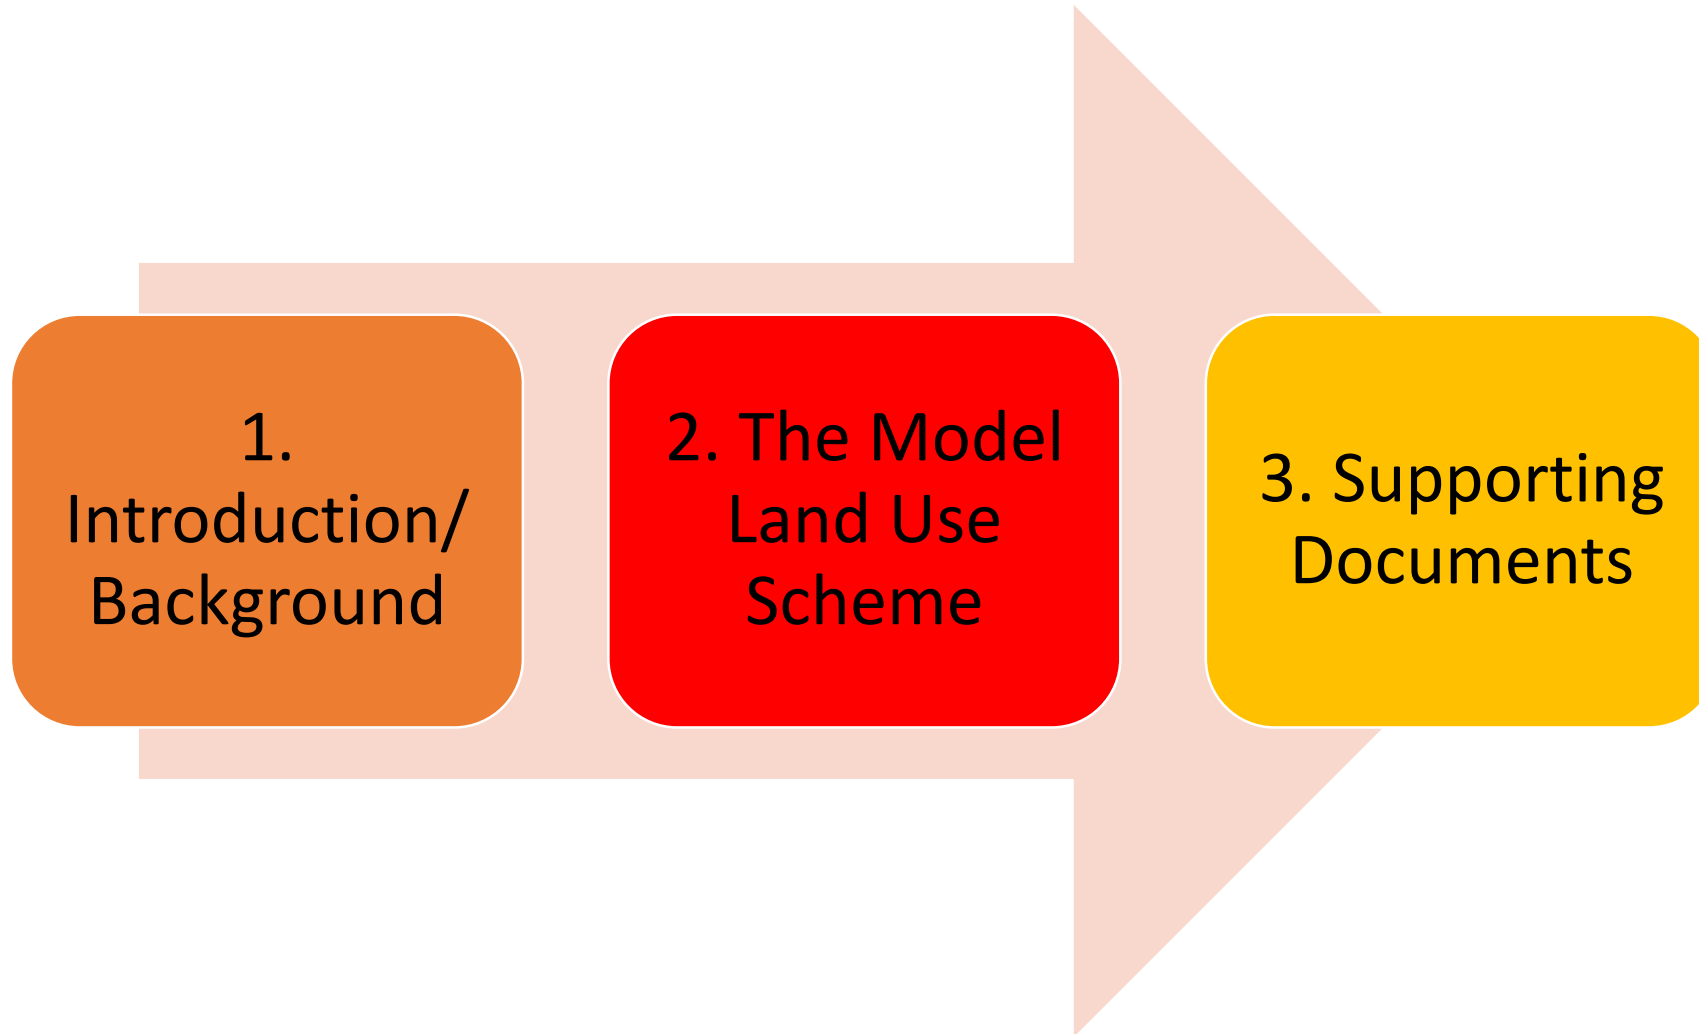 1.
Introduction/
Background
2. The Model
Land Use
Scheme
3. Supporting
Documents